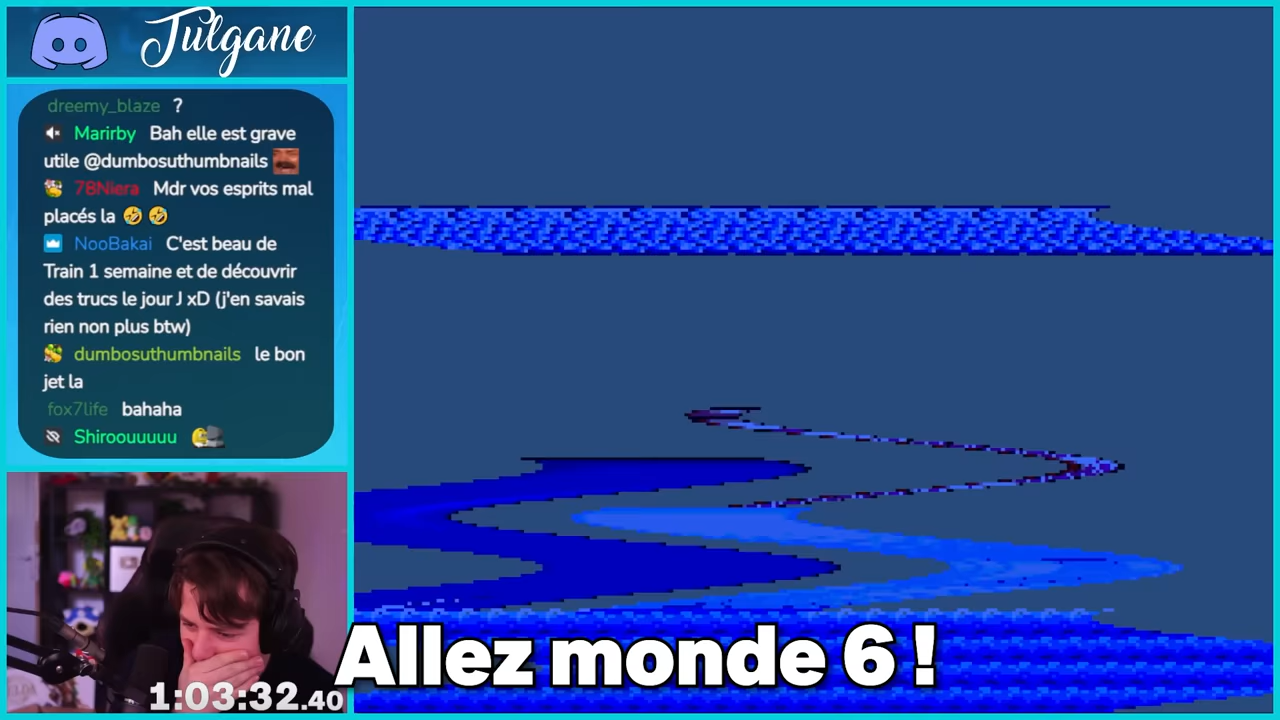 Julgane
dreemy_blaze ?
Marirby Bah elle est grave
utile @dumbosuthumbnails
78Niera Mdr vos esprits mal
placés la 🤣 🤣
NooBakai C'est beau de
Train 1 semaine et de découvrir
des trucs le jour J xD (j'en savais
rien non plus btw)
dumbosuthumbnails le bon
jet la
fox7life bahaha
Shiroouuuuu
1:03:32.40
Allez monde 6 !